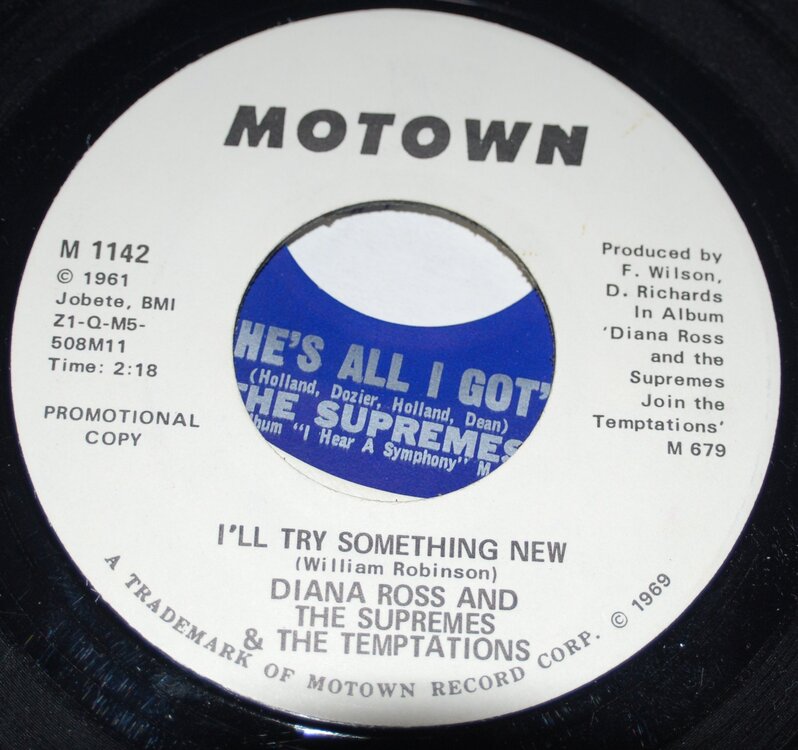 MOTOWN
M 1142
© 1961
Jobete, BMI
Z1-Q-M5-
508M11
Time: 2:18
PROMOTIONAL
COPY
Produced by
F. Wilson,
D. Richards
In Album
'Diana Ross
and the
Supremes
Join the
Temptations'
M 679
HE'S ALL I GOT"
(Holland, Dozier, Holland, Dean)
THE SUPREMES
"I Hear A Symphony" M
I'LL TRY SOMETHING NEW
(William Robinson)
DIANA ROSS AND
THE SUPREMES
& THE TEMPTATIONS
A TRADEMARK OF MOTOWN RECORD CORP. © 1969